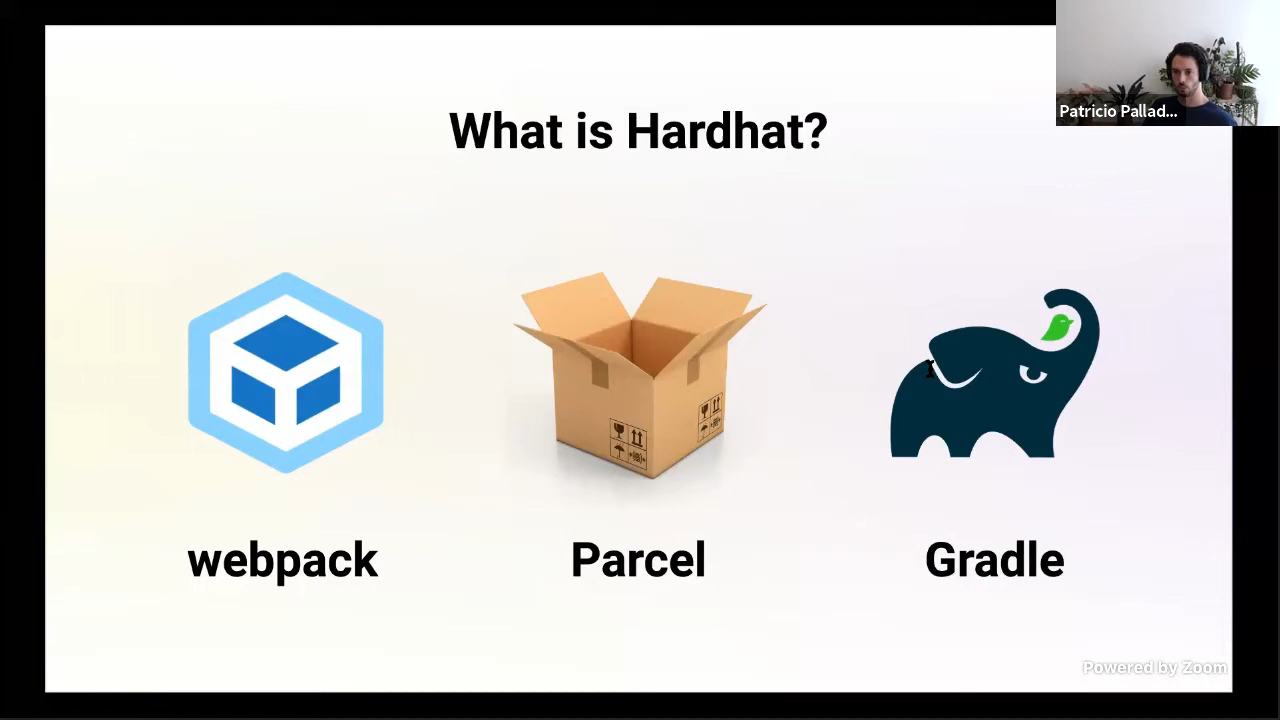 What is Hardhat?
Patricio Pallad...
webpack
Parcel
Gradle
Powered by Zoom